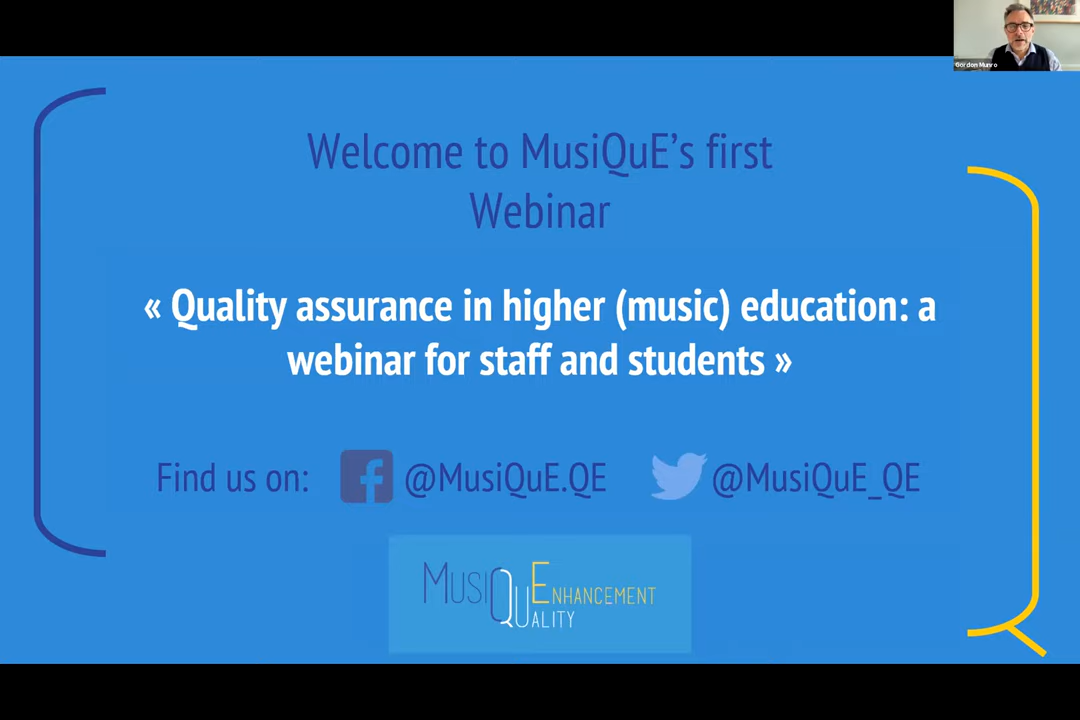 Gordon Munro
Welcome to MusiQuE’s first
Webinar
« Quality assurance in higher (music) education: a
webinar for staff and students »
Find us on: @MusiQuE.QE @MusiQuE_QE
MUSIQUE ENHANCEMENT
QUALITY